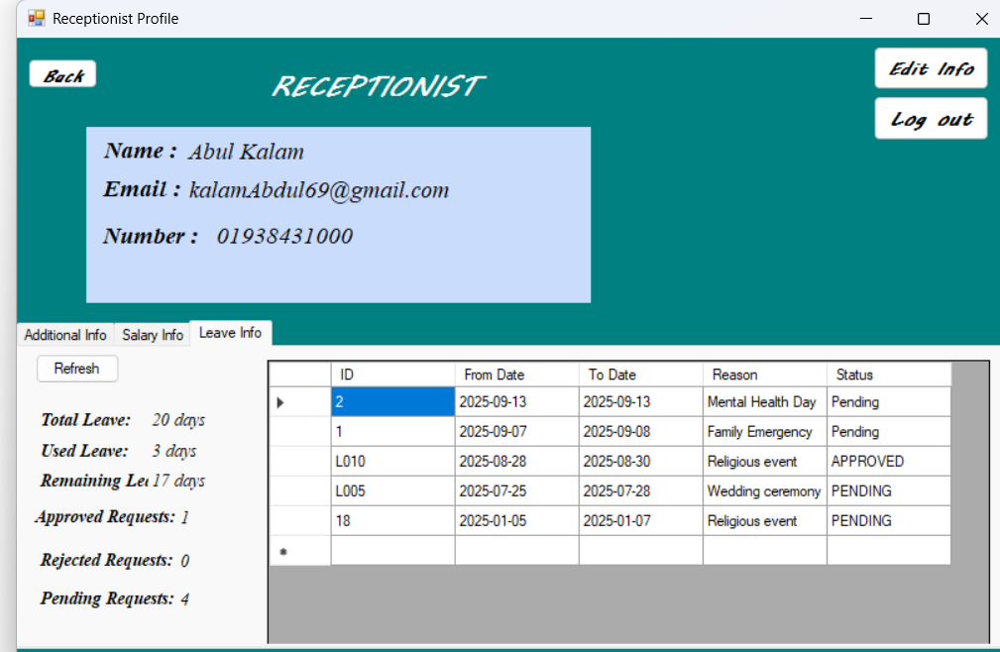 Receptionist Profile
Back
RECEPTIONIST
Edit Info
Log out
Name : Abul Kalam
Email : kalamAbdul69@gmail.com
Number : 01938431000
Additional Info Salary Info Leave Info
Refresh
Total Leave: 20 days
Used Leave: 3 days
Remaining Lea 17 days
Approved Requests: 1
Rejected Requests: 0
Pending Requests: 4
ID From Date To Date Reason Status
2 2025-09-13 2025-09-13 Mental Health Day Pending
1 2025-09-07 2025-09-08 Family Emergency Pending
L010 2025-08-28 2025-08-30 Religious event APPROVED
L005 2025-07-25 2025-07-28 Wedding ceremony PENDING
18 2025-01-05 2025-01-07 Religious event PENDING